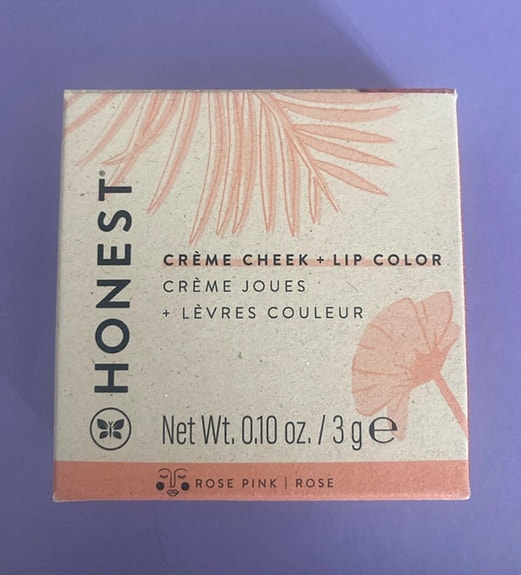 HONEST®
CRÈME CHEEK + LIP COLOR
CRÈME JOUES
+ LÈVRES COULEUR
Net Wt. 0.10 oz. / 3 g ℮
ROSE PINK | ROSE